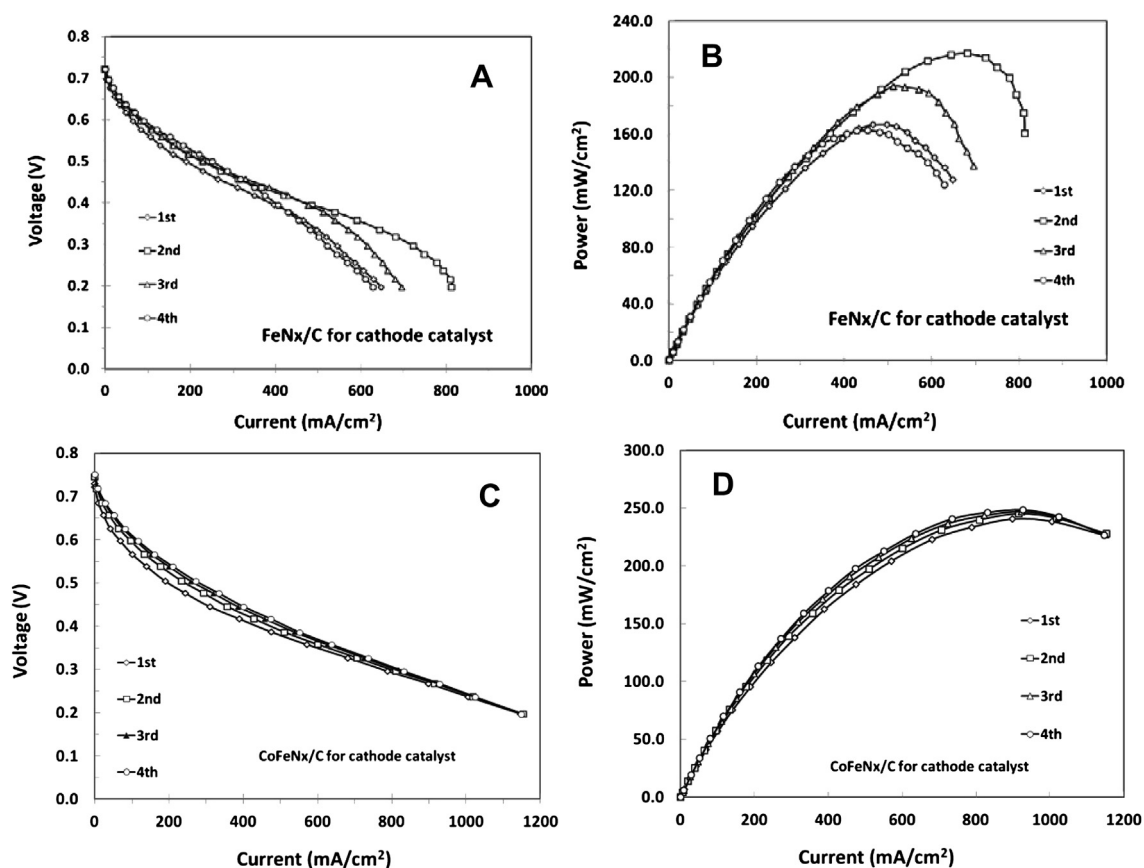 A
0.8
0.7
0.6
0.5
0.4
0.3
0.2
0.1
0.0
Voltage (V)
1st
2nd
3rd
4th
FeNx/C for cathode catalyst
0 200 400 600 800 1000
Current (mA/cm²)
B
240.0
200.0
160.0
120.0
80.0
40.0
0.0
Power (mW/cm²)
1st
2nd
3rd
4th
FeNx/C for cathode catalyst
0 200 400 600 800 1000
Current (mA/cm²)
C
0.8
0.7
0.6
0.5
0.4
0.3
0.2
0.1
0.0
Voltage (V)
1st
2nd
3rd
4th
CoFeNx/C for cathode catalyst
0 200 400 600 800 1000 1200
Current (mA/cm²)
D
300.0
250.0
200.0
150.0
100.0
50.0
0.0
Power (mW/cm²)
1st
2nd
3rd
4th
CoFeNx/C for cathode catalyst
0 200 400 600 800 1000 1200
Current (mA/cm²)